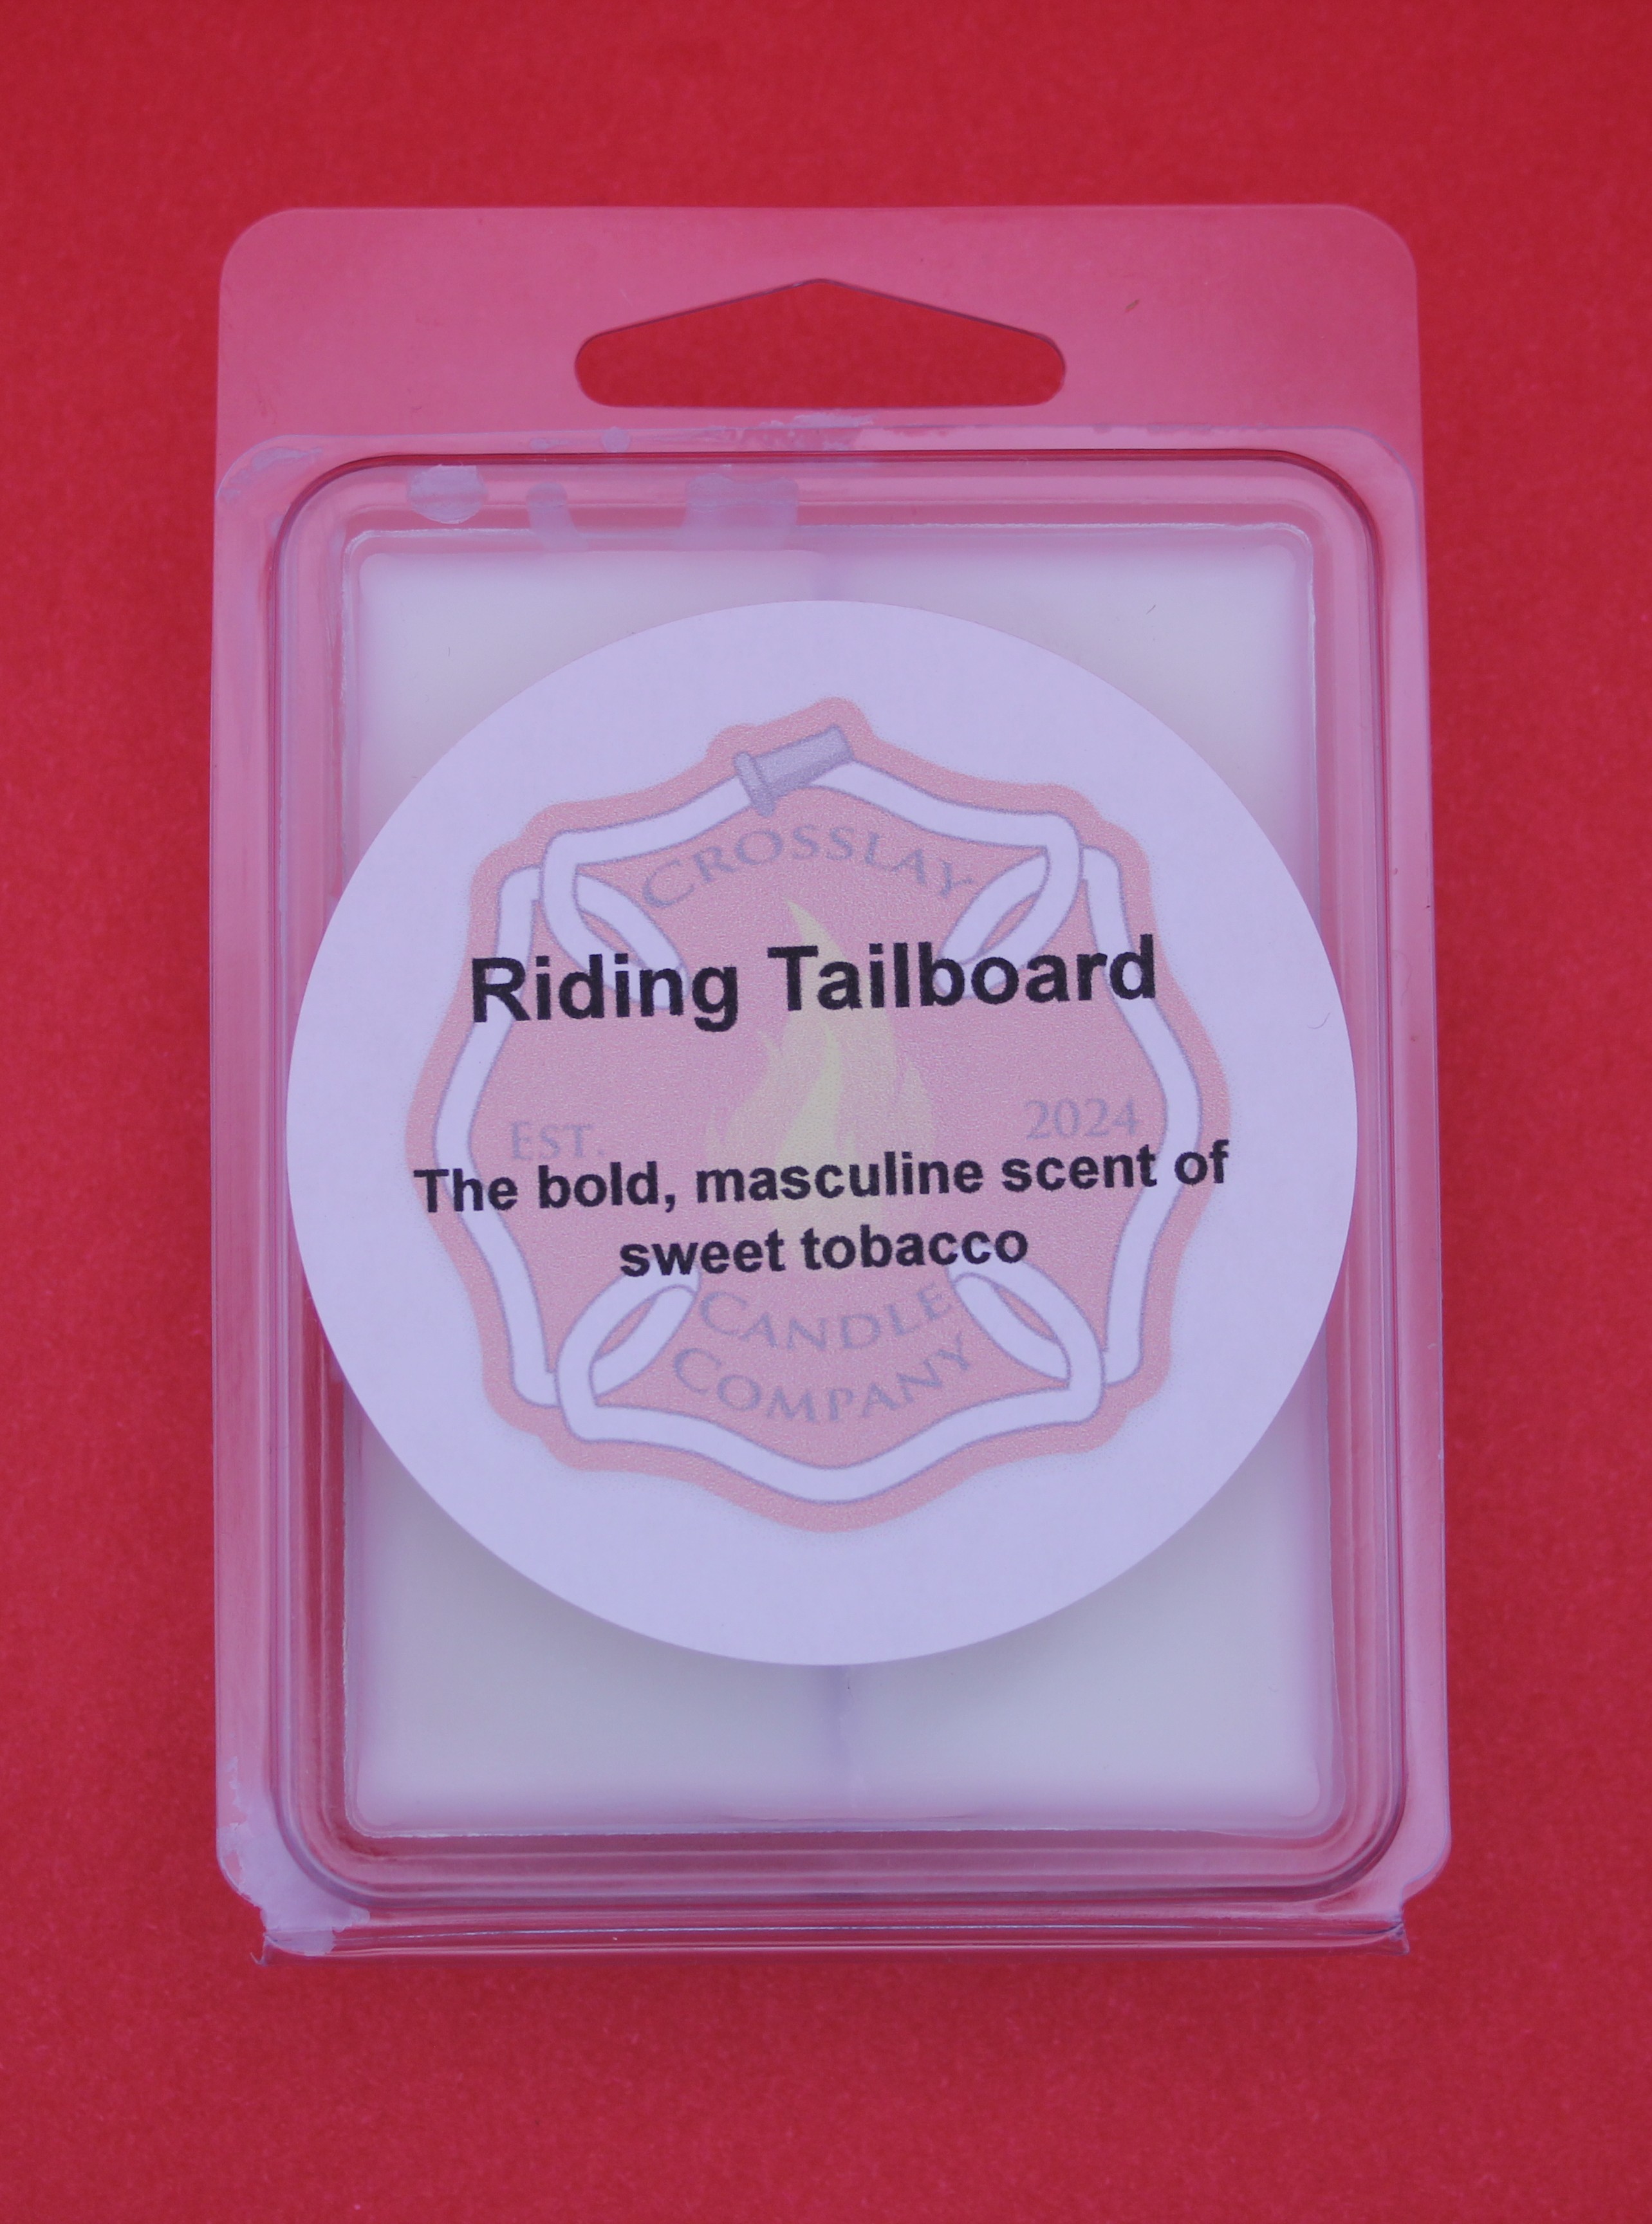 CROSSLAY
Riding Tailboard
EST. 2024
The bold, masculine scent of
sweet tobacco
CANDLE
COMPANY